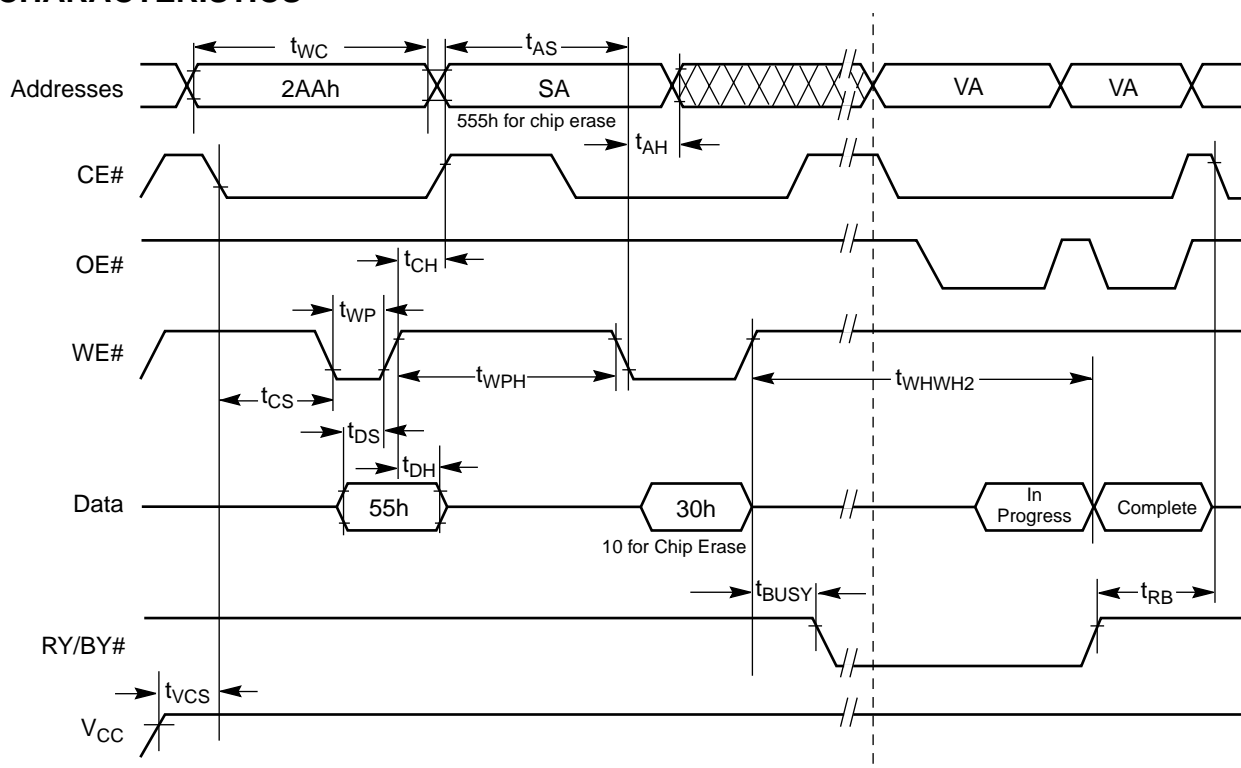 CHARACTERISTICS
tWC
tAS
Addresses
2AAh
SA
VA
VA
555h for chip erase
tAH
CE#
OE#
tCH
tWP
WE#
tWPH
tWHWH2
tCS
tDS
tDH
Data
55h
30h
In
Progress
Complete
10 for Chip Erase
tBUSY
tRB
RY/BY#
tVCS
VCC